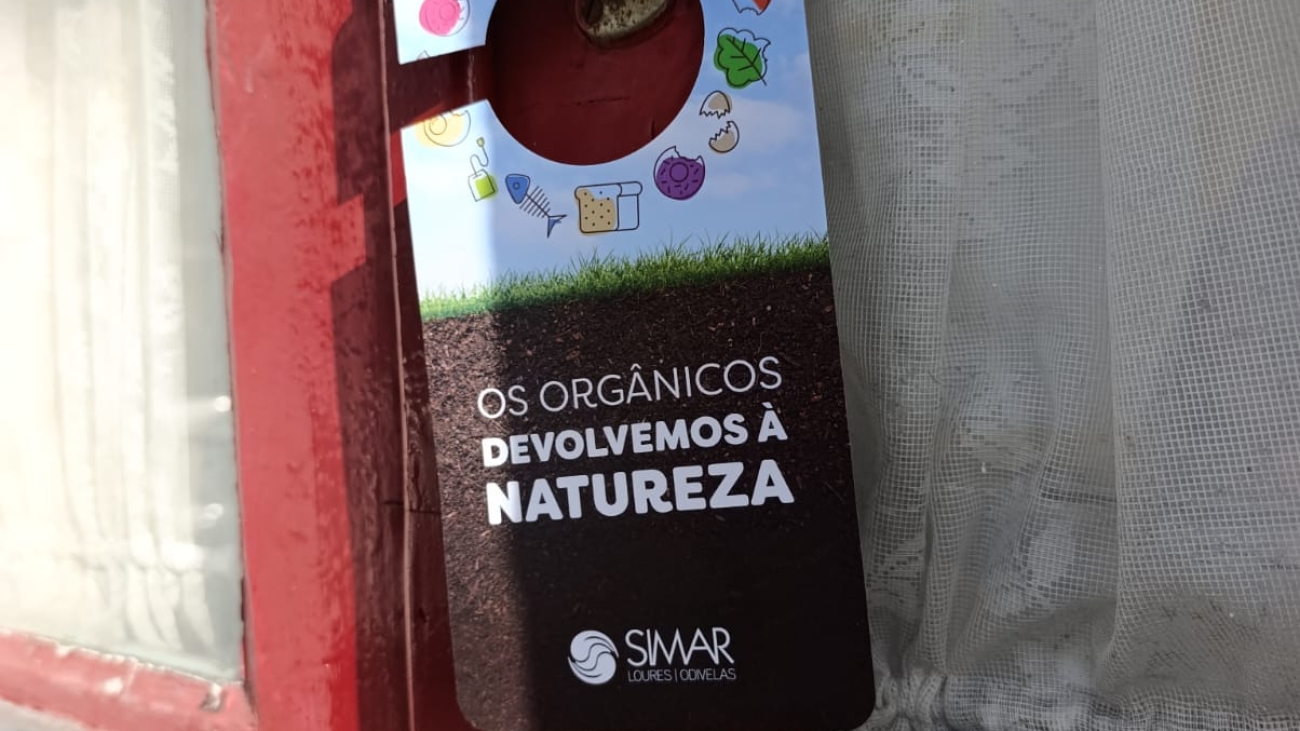 OS ORGÂNICOS
DEVOLVEMOS À
NATUREZA
SIMAR
LOURES | ODIVELAS